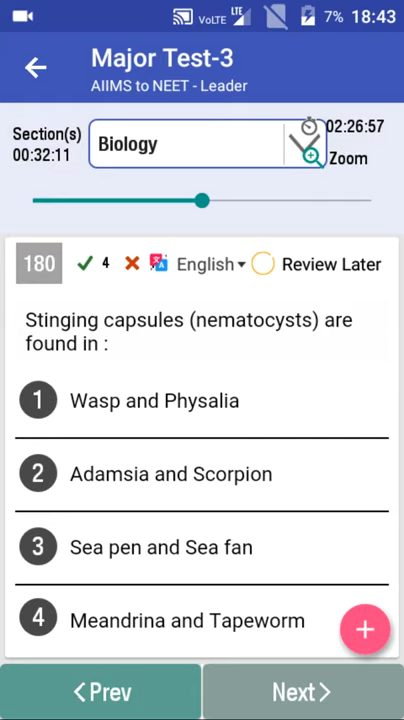 VoLTE LTE 7% 18:43
Major Test-3
AIIMS to NEET - Leader
Section(s)
00:32:11
Biology
02:26:57
Zoom
180 4 English Review Later
Stinging capsules (nematocysts) are
found in :
1 Wasp and Physalia
2 Adamsia and Scorpion
3 Sea pen and Sea fan
4 Meandrina and Tapeworm
+
<Prev Next>